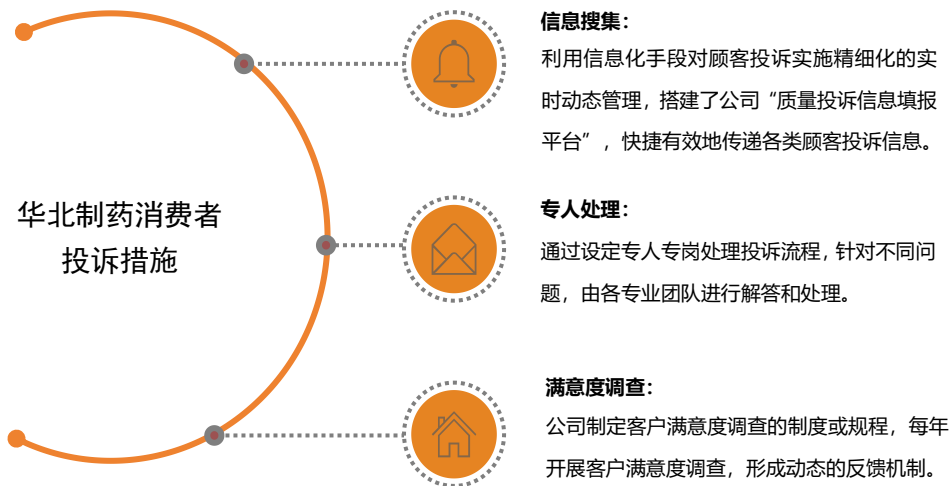 华北制药消费者
投诉措施
信息搜集：
利用信息化手段对顾客投诉实施精细化的实
时动态管理，搭建了公司“质量投诉信息填报
平台”，快捷有效地传递各类顾客投诉信息。
专人处理：
通过设定专人专岗处理投诉流程，针对不同问
题，由各专业团队进行解答和处理。
满意度调查：
公司制定客户满意度调查的制度或规程，每年
开展客户满意度调查，形成动态的反馈机制。